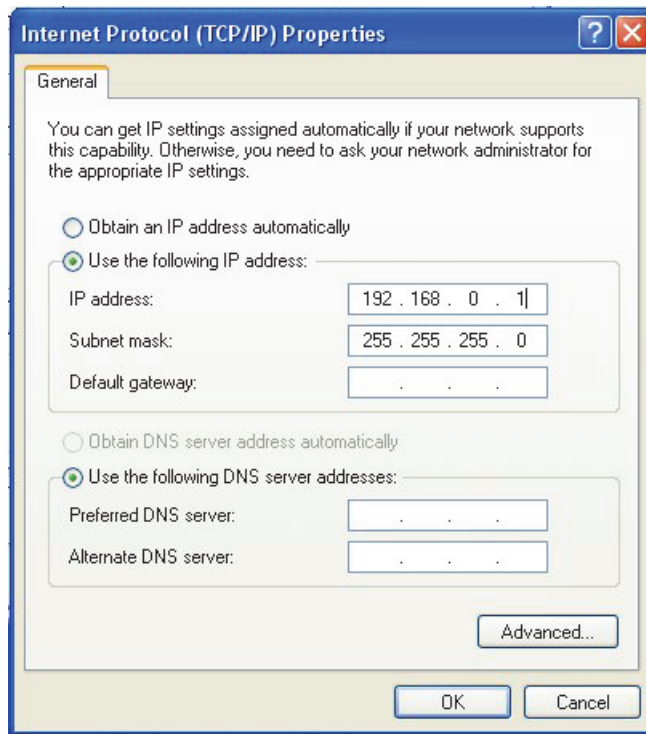 Internet Protocol (TCP/IP) Properties
General
You can get IP settings assigned automatically if your network supports
this capability. Otherwise, you need to ask your network administrator for
the appropriate IP settings.
Obtain an IP address automatically
Use the following IP address:
IP address: 192 . 168 . 0 . 1
Subnet mask: 255 . 255 . 255 . 0
Default gateway: . . .
Obtain DNS server address automatically
Use the following DNS server addresses:
Preferred DNS server: . . .
Alternate DNS server: . . .
Advanced...
OK Cancel